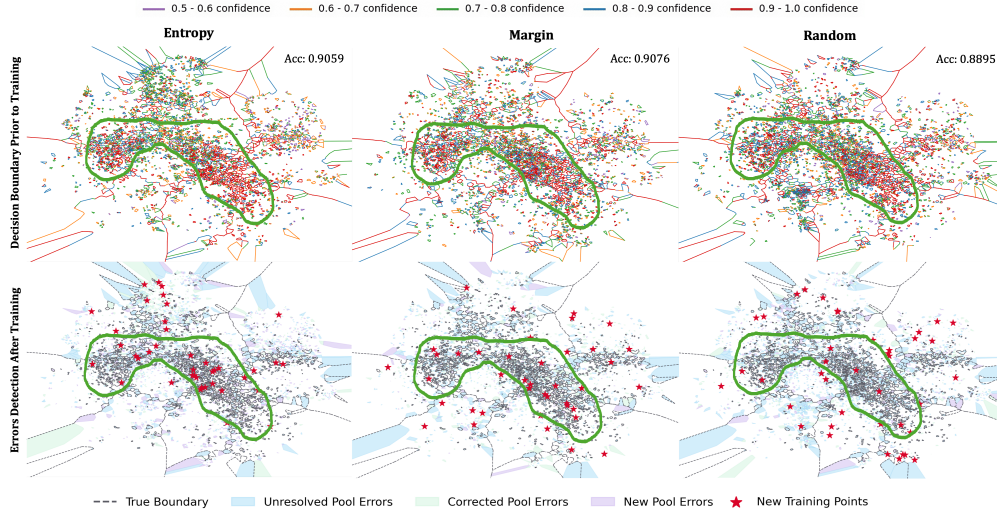 0.5 - 0.6 confidence 0.6 - 0.7 confidence 0.7 - 0.8 confidence 0.8 - 0.9 confidence 0.9 - 1.0 confidence
Entropy Margin Random
Decision Boundary Prior to Training
Acc: 0.9059 Acc: 0.9076 Acc: 0.8895
Errors Detection After Training
True Boundary Unresolved Pool Errors Corrected Pool Errors New Pool Errors New Training Points